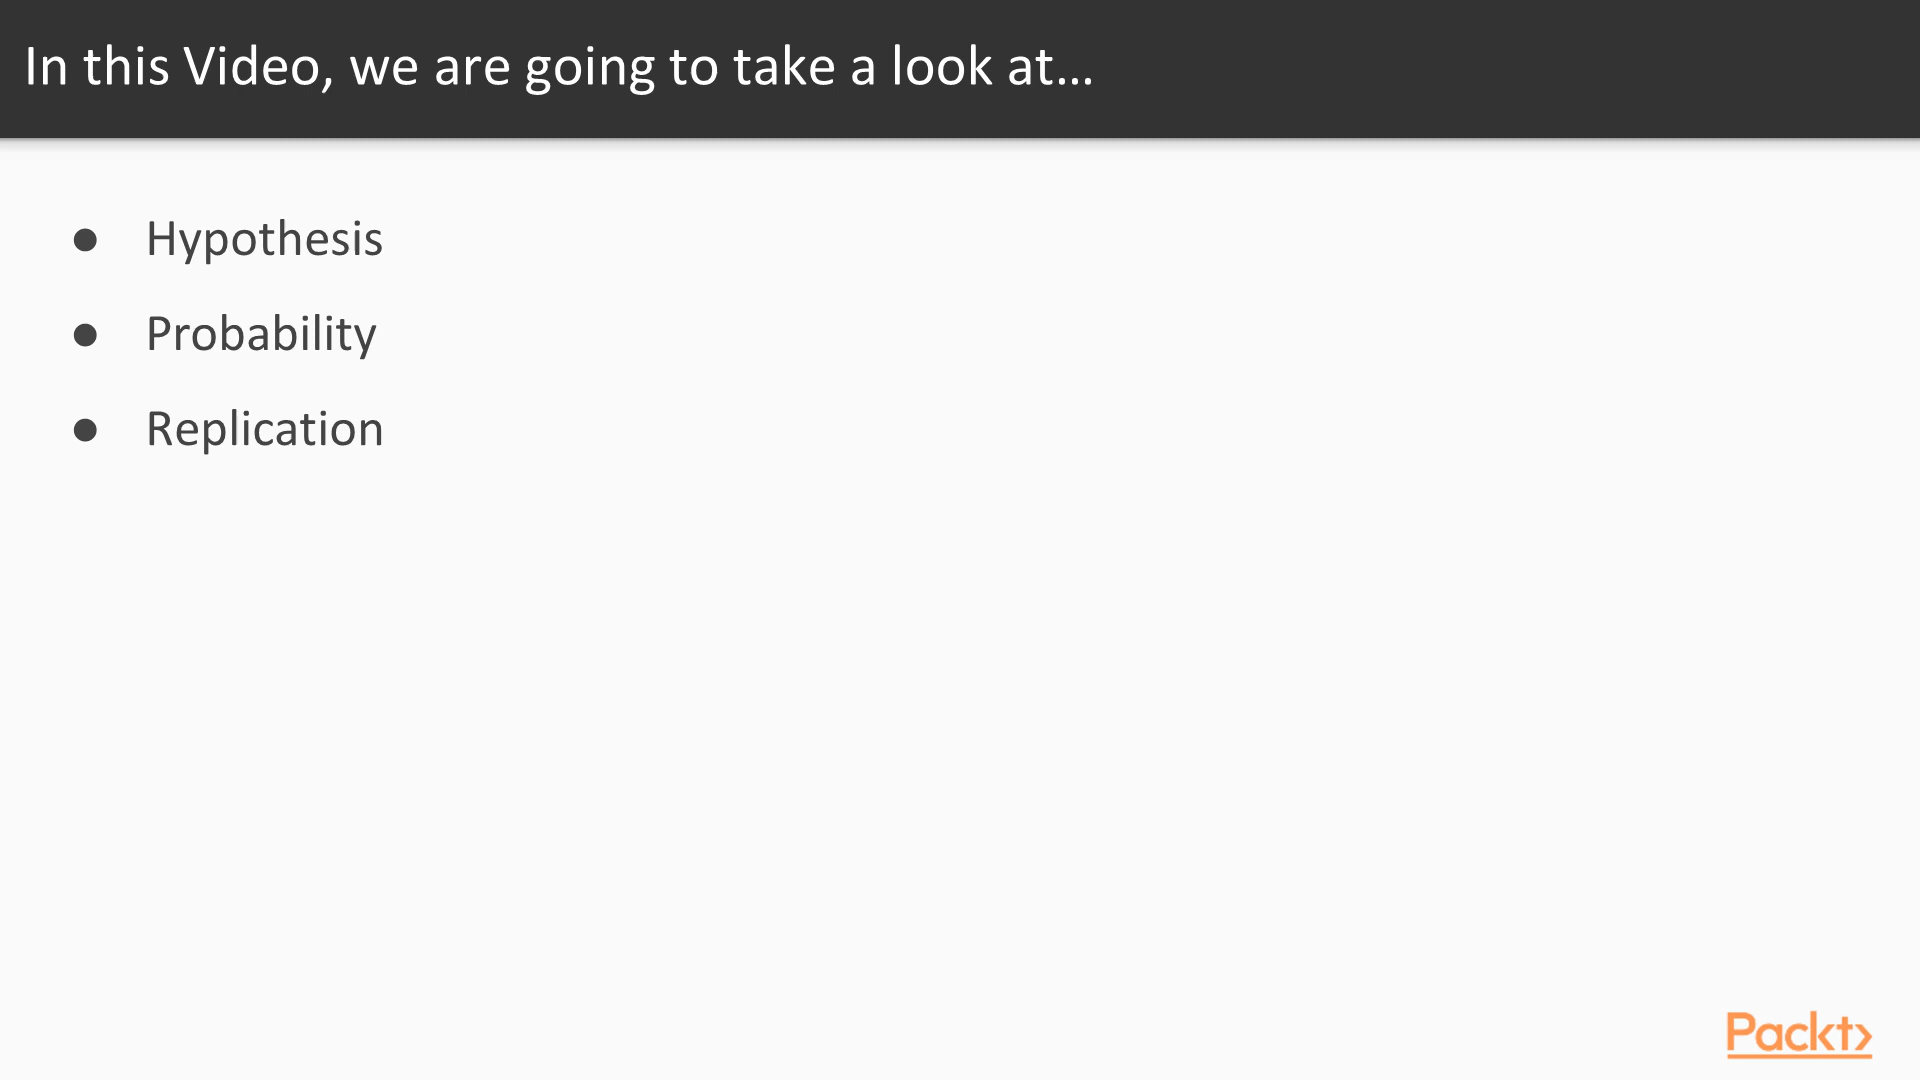 In this Video, we are going to take a look at…
● Hypothesis
● Probability
● Replication
Packt>